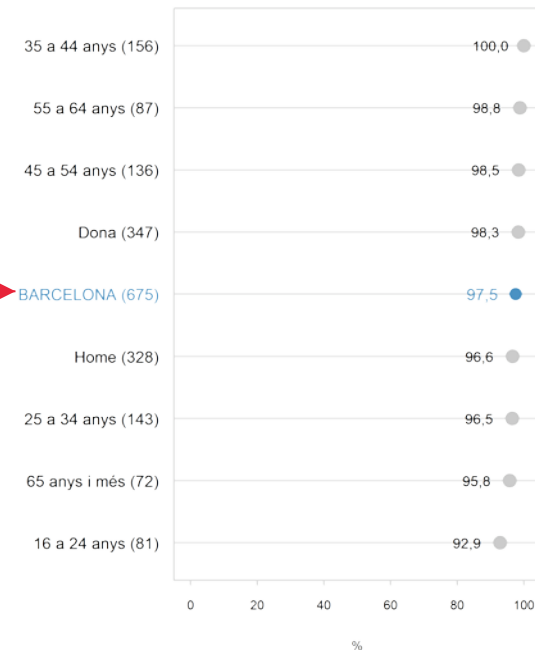 35 a 44 anys (156) 100,0
55 a 64 anys (87) 98,8
45 a 54 anys (136) 98,5
Dona (347) 98,3
BARCELONA (675) 97,5
Home (328) 96,6
25 a 34 anys (143) 96,5
65 anys i més (72) 95,8
16 a 24 anys (81) 92,9
0 20 40 60 80 100
%